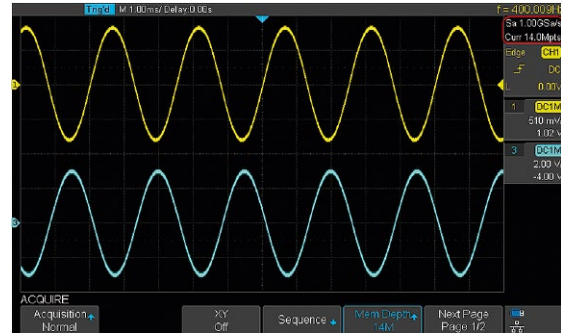 Trig'd M 1.00ms/ Delay:0.00s f = 400.009Hz
Sa 1.00GSa/s
Curr 14.0Mpts
Edge CH1
DC
L 0.00V
1 DC1M
510 mV/
1.02 V
3 DC1M
2.00 V/
-4.00 V
1
3
ACQUIRE
Acquisition
Normal
XY
Off
Sequence
Mem Depth
14M
Next Page
Page 1/2